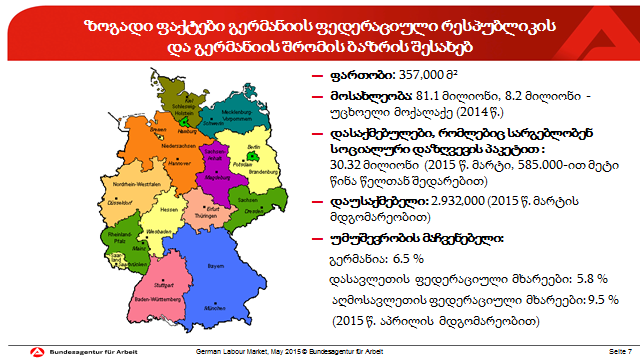 ზოგადი ფაქტები გერმანიის ფედერაციული რესპუბლიკის
და გერმანიის შრომის ბაზრის შესახებ
Kiel
Schleswig-
Holstein
Hamburg
Mecklenburg-
Vorpommern
Schwerin
Bremen
Niedersachsen
Hannover
Sachsen-
Anhalt
Magdeburg
Berlin
Potsdam
Brandenburg
Nordrhein-Westfalen
Düsseldorf
Hessen
Wiesbaden
Erfurt
Thüringen
Sachsen
Dresden
Rheinland-
Pfalz
Mainz
Saar-
land
Saarbrücken
Stuttgart
Baden-Württemberg
Bayern
München
— ფართობი: 357,000 მ²
— მოსახლეობა: 81.1 მილიონი, 8.2 მილიონი -
უცხოელი მოქალაქე (2014 წ.)
— დასაქმებულები, რომლებიც სარგებლობენ
სოციალური დაზღვევის პაკეტით :
30.32 მილიონი (2015 წ. მარტი, 585.000-ით მეტი
წინა წელთან შედარებით)
— დაუსაქმებელი: 2.932,000 (2015 წ. მარტის
მდგომარეობით)
— უმუშევრობის მაჩვენებელი:
გერმანია: 6.5 %
დასავლეთის ფედერაციული მხარეები: 5.8 %
აღმოსავლეთის ფედერაციული მხარეები: 9.5 %
(2015 წ. აპრილის მდგომარეობით)
Bundesagentur für Arbeit
German Labour Market, May 2015 © Bundesagentur für Arbeit
Seite 7